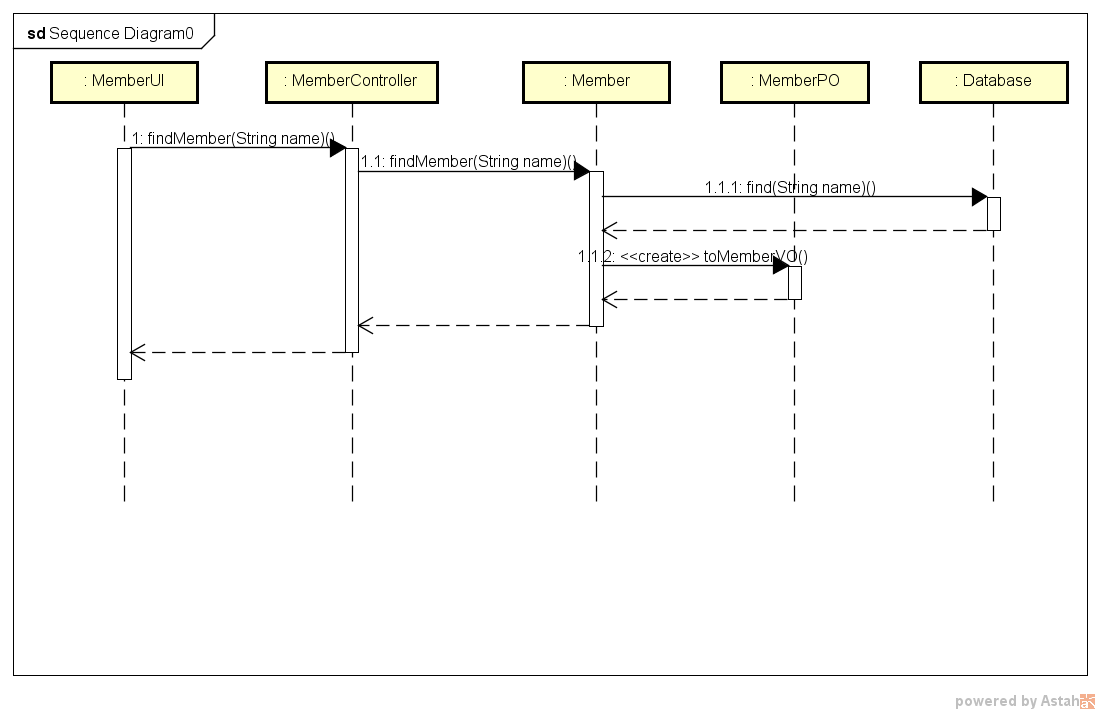 sd Sequence Diagram0
: MemberUI
: MemberController
: Member
: MemberPO
: Database
1: findMember(String name)()
1.1: findMember(String name)()
1.1.1: find(String name)()
1.1.2: <<create>> toMemberVO()
powered by Astah